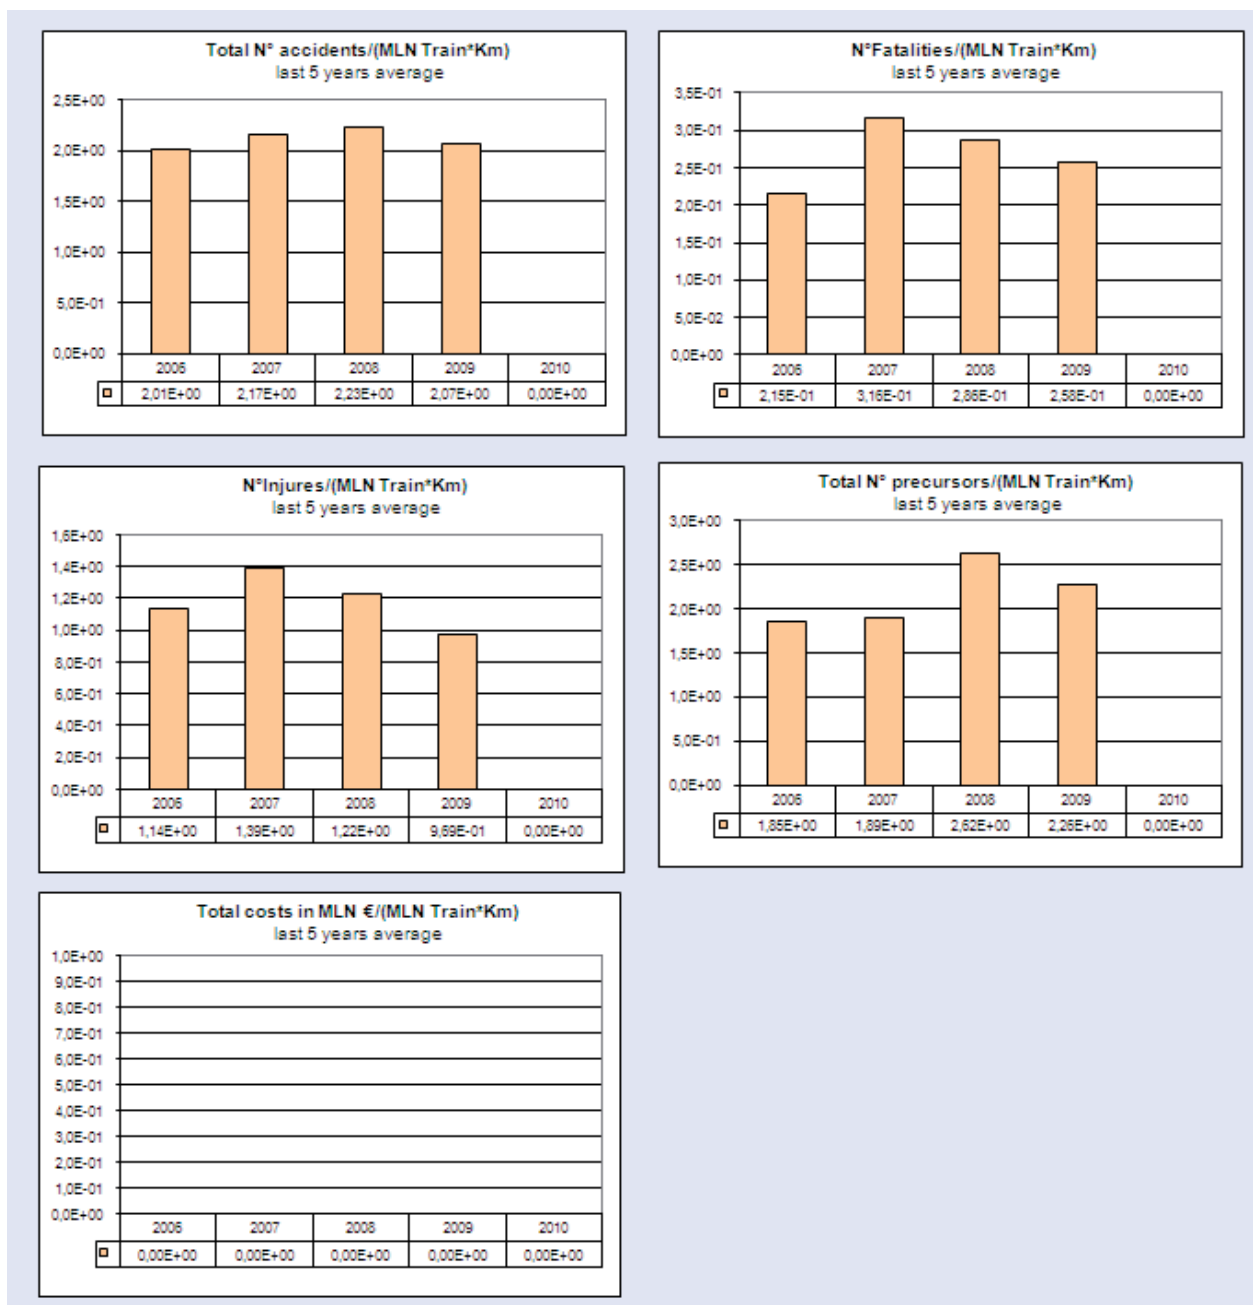 Total N° accidents/(MLN Train*Km)
last 5 years average
2,5E+00
2,0E+00
1,5E+00
1,0E+00
5,0E-01
0,0E+00
2006 2007 2008 2009 2010
2,01E+00 2,17E+00 2,23E+00 2,07E+00 0,00E+00
N°Fatalities/(MLN Train*Km)
last 5 years average
3,5E-01
3,0E-01
2,5E-01
2,0E-01
1,5E-01
1,0E-01
5,0E-02
0,0E+00
2006 2007 2008 2009 2010
2,15E-01 3,16E-01 2,86E-01 2,58E-01 0,00E+00
N°Injures/(MLN Train*Km)
last 5 years average
1,6E+00
1,4E+00
1,2E+00
1,0E+00
8,0E-01
6,0E-01
4,0E-01
2,0E-01
0,0E+00
2006 2007 2008 2009 2010
1,14E+00 1,39E+00 1,22E+00 9,69E-01 0,00E+00
Total N° precursors/(MLN Train*Km)
last 5 years average
3,0E+00
2,5E+00
2,0E+00
1,5E+00
1,0E+00
5,0E-01
0,0E+00
2006 2007 2008 2009 2010
1,85E+00 1,89E+00 2,62E+00 2,26E+00 0,00E+00
Total costs in MLN €/(MLN Train*Km)
last 5 years average
1,0E+00
9,0E-01
8,0E-01
7,0E-01
6,0E-01
5,0E-01
4,0E-01
3,0E-01
2,0E-01
1,0E-01
0,0E+00
2006 2007 2008 2009 2010
0,00E+00 0,00E+00 0,00E+00 0,00E+00 0,00E+00